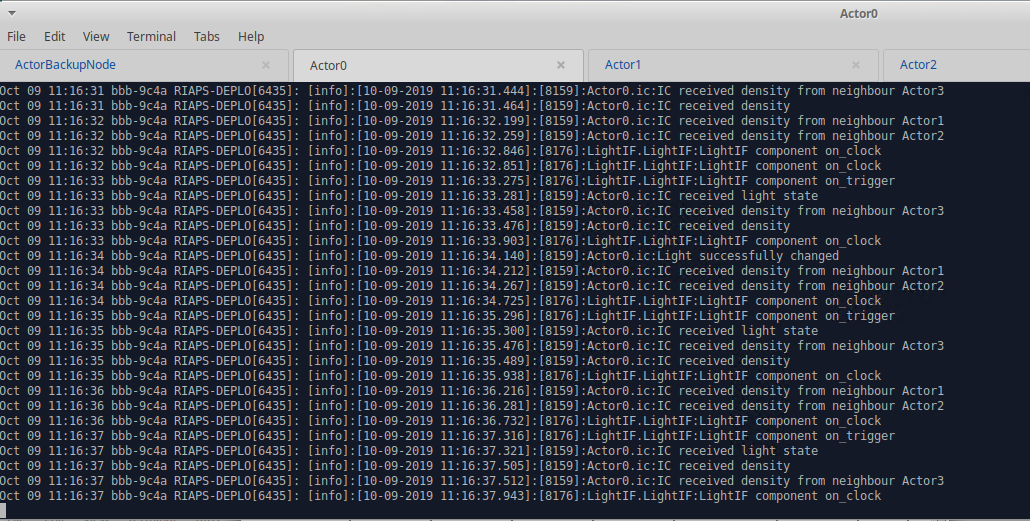 Actor0
File Edit View Terminal Tabs Help
ActorBackupNode Actor0 Actor1 Actor2
Oct 09 11:16:31 bbb-9c4a RIAPS-DEPLO[6435]: [info]:[10-09-2019 11:16:31.444]:[8159]:Actor0.ic:IC received density from neighbour Actor3
Oct 09 11:16:31 bbb-9c4a RIAPS-DEPLO[6435]: [info]:[10-09-2019 11:16:31.464]:[8159]:Actor0.ic:IC received density
Oct 09 11:16:32 bbb-9c4a RIAPS-DEPLO[6435]: [info]:[10-09-2019 11:16:32.199]:[8159]:Actor0.ic:IC received density from neighbour Actor1
Oct 09 11:16:32 bbb-9c4a RIAPS-DEPLO[6435]: [info]:[10-09-2019 11:16:32.259]:[8159]:Actor0.ic:IC received density from neighbour Actor2
Oct 09 11:16:32 bbb-9c4a RIAPS-DEPLO[6435]: [info]:[10-09-2019 11:16:32.846]:[8176]:LightIF.LightIF:LightIF component on_clock
Oct 09 11:16:32 bbb-9c4a RIAPS-DEPLO[6435]: [info]:[10-09-2019 11:16:32.851]:[8176]:LightIF.LightIF:LightIF component on_clock
Oct 09 11:16:33 bbb-9c4a RIAPS-DEPLO[6435]: [info]:[10-09-2019 11:16:33.275]:[8176]:LightIF.LightIF:LightIF component on_trigger
Oct 09 11:16:33 bbb-9c4a RIAPS-DEPLO[6435]: [info]:[10-09-2019 11:16:33.281]:[8159]:Actor0.ic:IC received light state
Oct 09 11:16:33 bbb-9c4a RIAPS-DEPLO[6435]: [info]:[10-09-2019 11:16:33.458]:[8159]:Actor0.ic:IC received density from neighbour Actor3
Oct 09 11:16:33 bbb-9c4a RIAPS-DEPLO[6435]: [info]:[10-09-2019 11:16:33.476]:[8159]:Actor0.ic:IC received density
Oct 09 11:16:33 bbb-9c4a RIAPS-DEPLO[6435]: [info]:[10-09-2019 11:16:33.903]:[8176]:LightIF.LightIF:LightIF component on_clock
Oct 09 11:16:34 bbb-9c4a RIAPS-DEPLO[6435]: [info]:[10-09-2019 11:16:34.140]:[8159]:Actor0.ic:Light successfully changed
Oct 09 11:16:34 bbb-9c4a RIAPS-DEPLO[6435]: [info]:[10-09-2019 11:16:34.212]:[8159]:Actor0.ic:IC received density from neighbour Actor1
Oct 09 11:16:34 bbb-9c4a RIAPS-DEPLO[6435]: [info]:[10-09-2019 11:16:34.267]:[8159]:Actor0.ic:IC received density from neighbour Actor2
Oct 09 11:16:34 bbb-9c4a RIAPS-DEPLO[6435]: [info]:[10-09-2019 11:16:34.725]:[8176]:LightIF.LightIF:LightIF component on_clock
Oct 09 11:16:35 bbb-9c4a RIAPS-DEPLO[6435]: [info]:[10-09-2019 11:16:35.296]:[8176]:LightIF.LightIF:LightIF component on_trigger
Oct 09 11:16:35 bbb-9c4a RIAPS-DEPLO[6435]: [info]:[10-09-2019 11:16:35.300]:[8159]:Actor0.ic:IC received light state
Oct 09 11:16:35 bbb-9c4a RIAPS-DEPLO[6435]: [info]:[10-09-2019 11:16:35.476]:[8159]:Actor0.ic:IC received density from neighbour Actor3
Oct 09 11:16:35 bbb-9c4a RIAPS-DEPLO[6435]: [info]:[10-09-2019 11:16:35.489]:[8159]:Actor0.ic:IC received density
Oct 09 11:16:35 bbb-9c4a RIAPS-DEPLO[6435]: [info]:[10-09-2019 11:16:35.938]:[8176]:LightIF.LightIF:LightIF component on_clock
Oct 09 11:16:36 bbb-9c4a RIAPS-DEPLO[6435]: [info]:[10-09-2019 11:16:36.216]:[8159]:Actor0.ic:IC received density from neighbour Actor1
Oct 09 11:16:36 bbb-9c4a RIAPS-DEPLO[6435]: [info]:[10-09-2019 11:16:36.281]:[8159]:Actor0.ic:IC received density from neighbour Actor2
Oct 09 11:16:36 bbb-9c4a RIAPS-DEPLO[6435]: [info]:[10-09-2019 11:16:36.732]:[8176]:LightIF.LightIF:LightIF component on_clock
Oct 09 11:16:37 bbb-9c4a RIAPS-DEPLO[6435]: [info]:[10-09-2019 11:16:37.316]:[8176]:LightIF.LightIF:LightIF component on_trigger
Oct 09 11:16:37 bbb-9c4a RIAPS-DEPLO[6435]: [info]:[10-09-2019 11:16:37.321]:[8159]:Actor0.ic:IC received light state
Oct 09 11:16:37 bbb-9c4a RIAPS-DEPLO[6435]: [info]:[10-09-2019 11:16:37.505]:[8159]:Actor0.ic:IC received density
Oct 09 11:16:37 bbb-9c4a RIAPS-DEPLO[6435]: [info]:[10-09-2019 11:16:37.512]:[8159]:Actor0.ic:IC received density from neighbour Actor3
Oct 09 11:16:37 bbb-9c4a RIAPS-DEPLO[6435]: [info]:[10-09-2019 11:16:37.943]:[8176]:LightIF.LightIF:LightIF component on_clock